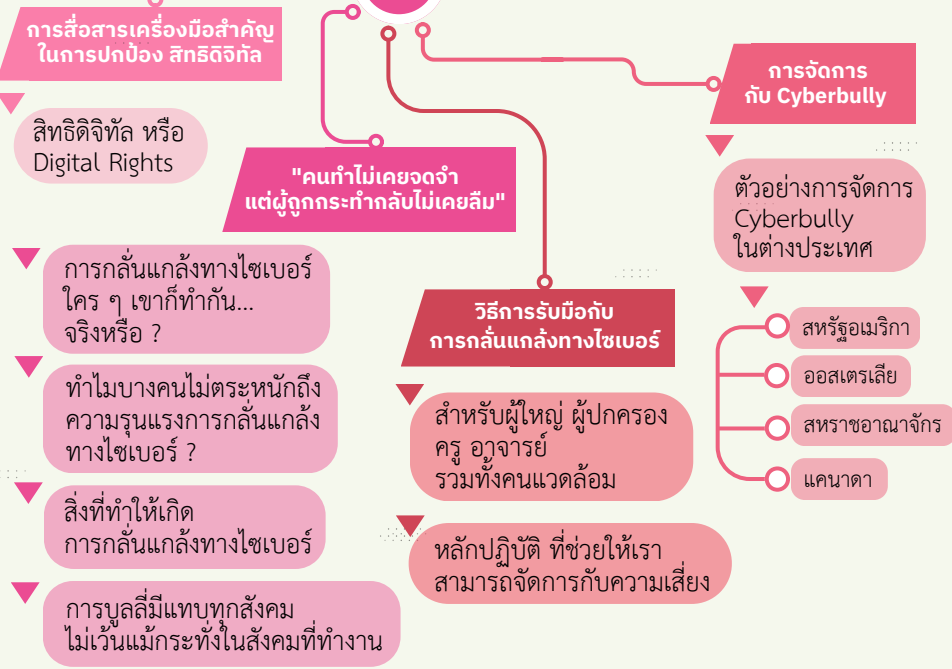 การสื่อสารเครื่องมือสำคัญ
ในการปกป้อง สิทธิดิจิทัล
สิทธิดิจิทัล หรือ
Digital Rights
"คนทำไม่เคยจดจำ
แต่ผู้ถูกกระทำกลับไม่เคยลืม"
การกลั่นแกล้งทางไซเบอร์
ใคร ๆ เขาก็ทำกัน...
จริงหรือ ?
ทำไมบางคนไม่ตระหนักถึง
ความรุนแรงการกลั่นแกล้ง
ทางไซเบอร์ ?
สิ่งที่ทำให้เกิด
การกลั่นแกล้งทางไซเบอร์
การบูลลี่มีแทบทุกสังคม
ไม่เว้นแม้กระทั่งในสังคมที่ทำงาน
วิธีการรับมือกับ
การกลั่นแกล้งทางไซเบอร์
สำหรับผู้ใหญ่ ผู้ปกครอง
ครู อาจารย์
รวมทั้งคนแวดล้อม
หลักปฏิบัติ ที่ช่วยให้เรา
สามารถจัดการกับความเสี่ยง
การจัดการ
กับ Cyberbully
ตัวอย่างการจัดการ
Cyberbully
ในต่างประเทศ
สหรัฐอเมริกา
ออสเตรเลีย
สหราชอาณาจักร
แคนาดา